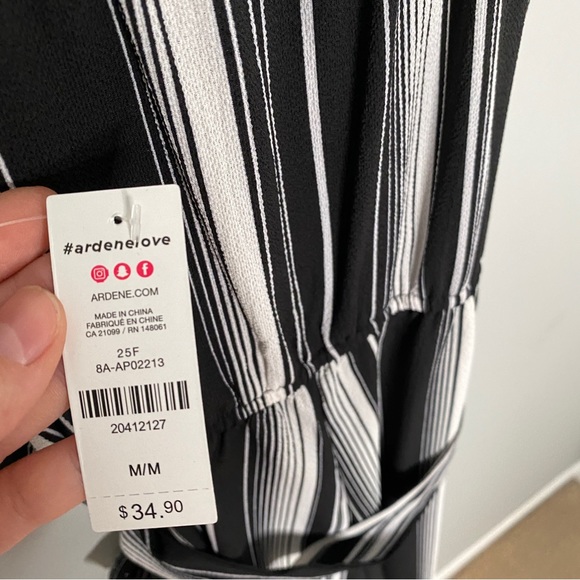 #ardenelove
ARDENE.COM
MADE IN CHINA
FABRIQUÉ EN CHINE
CA 21099 / RN 148061
25F
8A-AP02213
20412127
M/M
$34.90